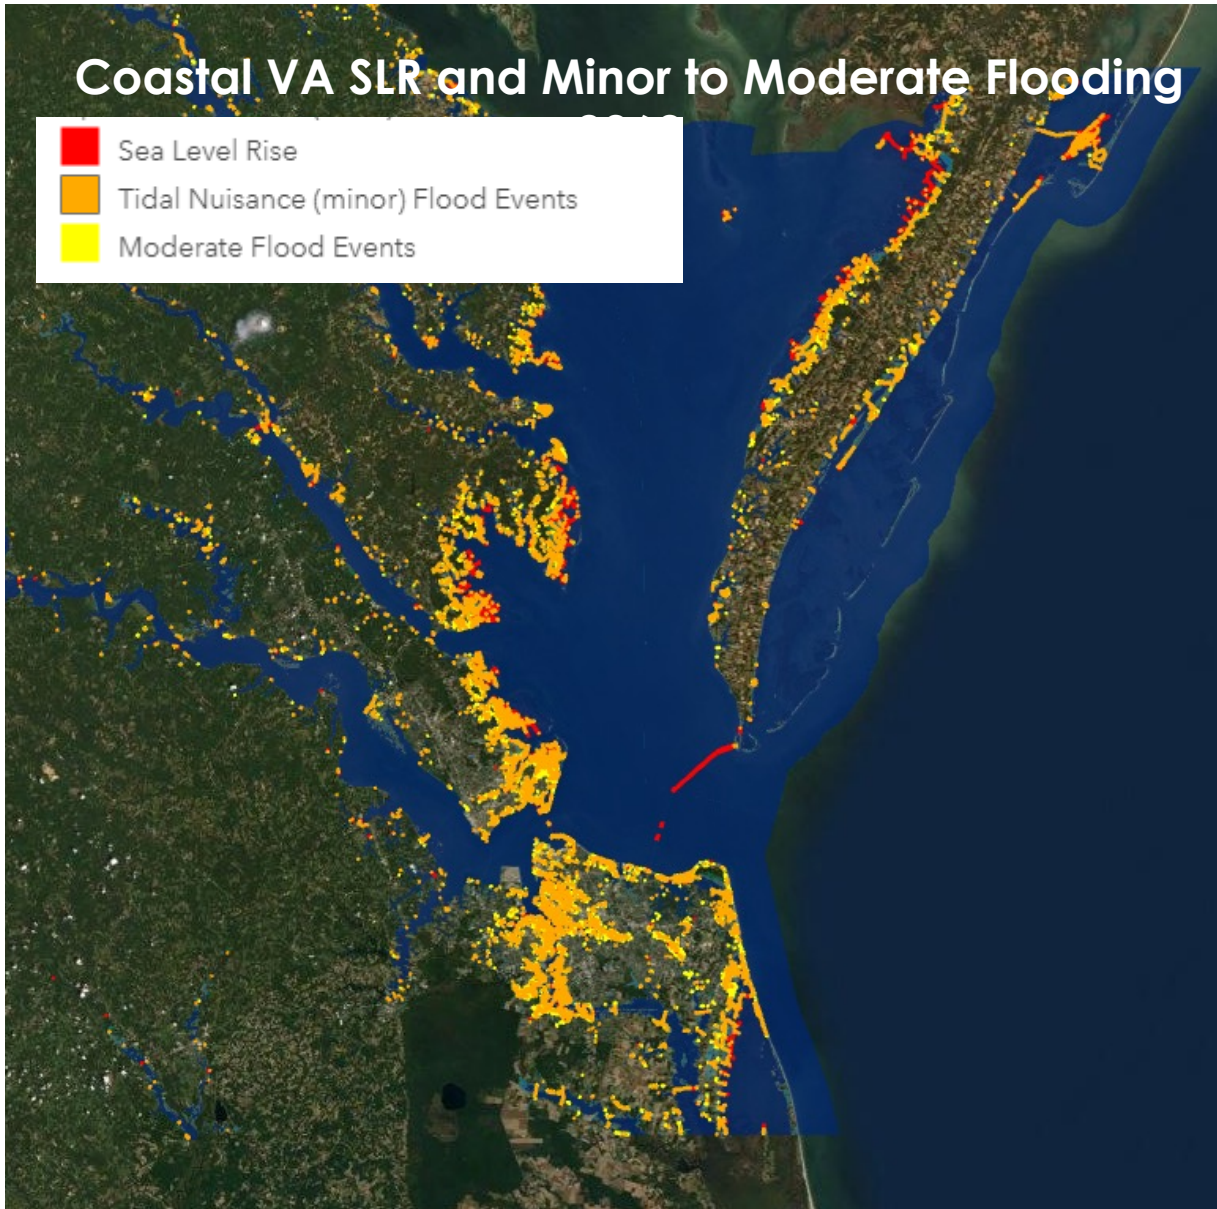 Coastal VA SLR and Minor to Moderate Flooding
Sea Level Rise
Tidal Nuisance (minor) Flood Events
Moderate Flood Events